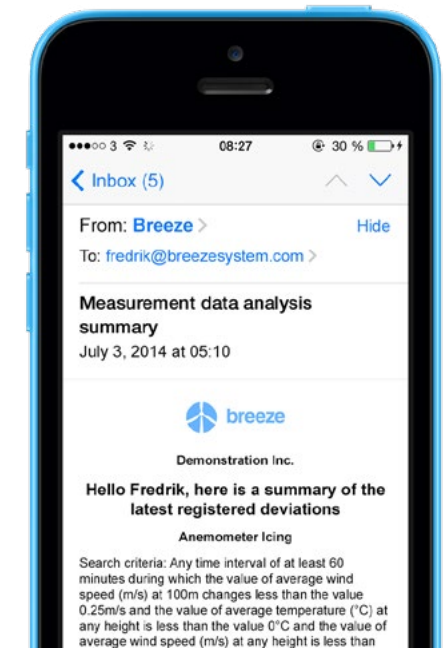 3 08:27 30 %
Inbox (5)
From: Breeze Hide
To: fredrik@breezesystem.com
Measurement data analysis
summary
July 3, 2014 at 05:10
breeze
Demonstration Inc.
Hello Fredrik, here is a summary of the
latest registered deviations
Anemometer Icing
Search criteria: Any time interval of at least 60
minutes during which the value of average wind
speed (m/s) at 100m changes less than the value
0.25m/s and the value of average temperature (°C) at
any height is less than the value 0°C and the value of
average wind speed (m/s) at any height is less than